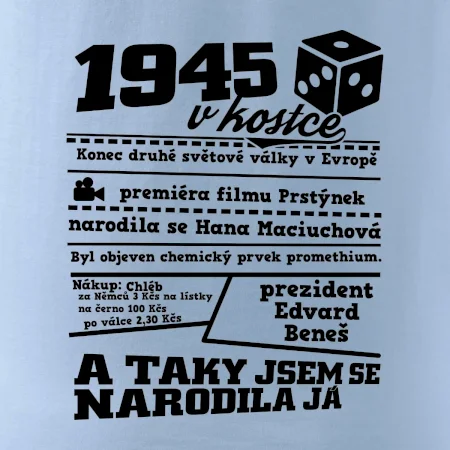 1945
v kostce
Konec druhé světové války v Evropě
premiéra filmu Prstýnek
narodila se Hana Maciuchová
Byl objeven chemický prvek promethium.
Nákup: Chléb
za Němců 3 Kčs na lístky
na černo 100 Kčs
po válce 2,30 Kčs
prezident
Edvard
Beneš
A TAKY JSEM SE
NARODILA JÁ